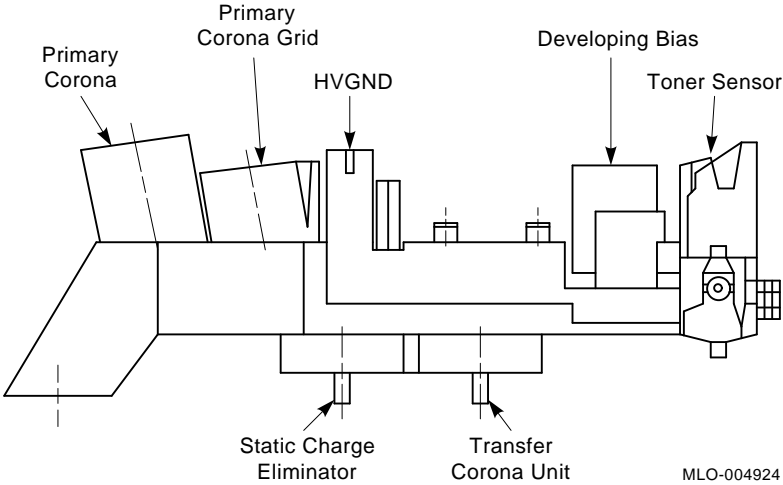 Primary
Corona Grid
Primary
Corona
HVGND
Developing Bias
Toner Sensor
Static Charge
Eliminator
Transfer
Corona Unit
MLO-004924